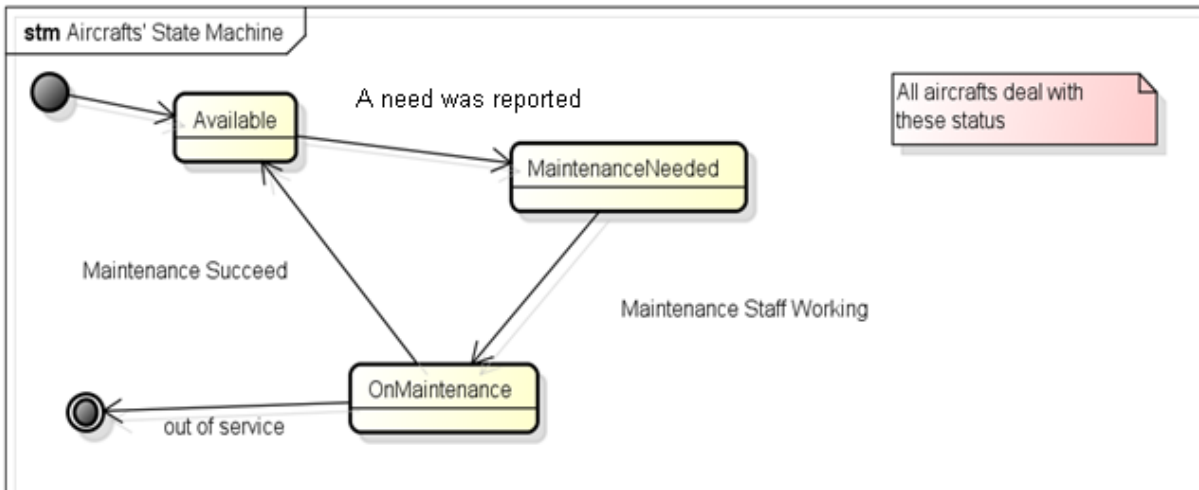 stm Aircrafts' State Machine
Available
A need was reported
All aircrafts deal with
these status
MaintenanceNeeded
Maintenance Succeed
Maintenance Staff Working
OnMaintenance
out of service